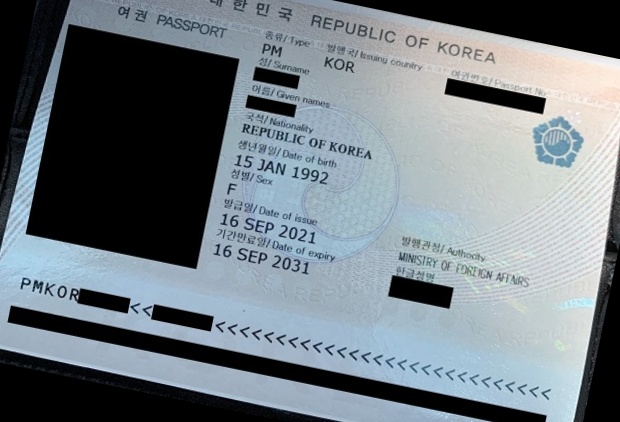 대한민국 REPUBLIC OF KOREA
여권 PASSPORT
종류/Type 발행국/Issuing country 여권번호/Passport No.
PM KOR
성/Surname
이름/Given names
국적/Nationality
REPUBLIC OF KOREA
생년월일/Date of birth
15 JAN 1992
성별/Sex
F
발급일/Date of issue
16 SEP 2021
기간만료일/Date of expiry
16 SEP 2031
발행관청/Authority
MINISTRY OF FOREIGN AFFAIRS
한글성명
PMKOR <<  <<<<<<<<<<<<<<<<<<<<<<<<<<<<